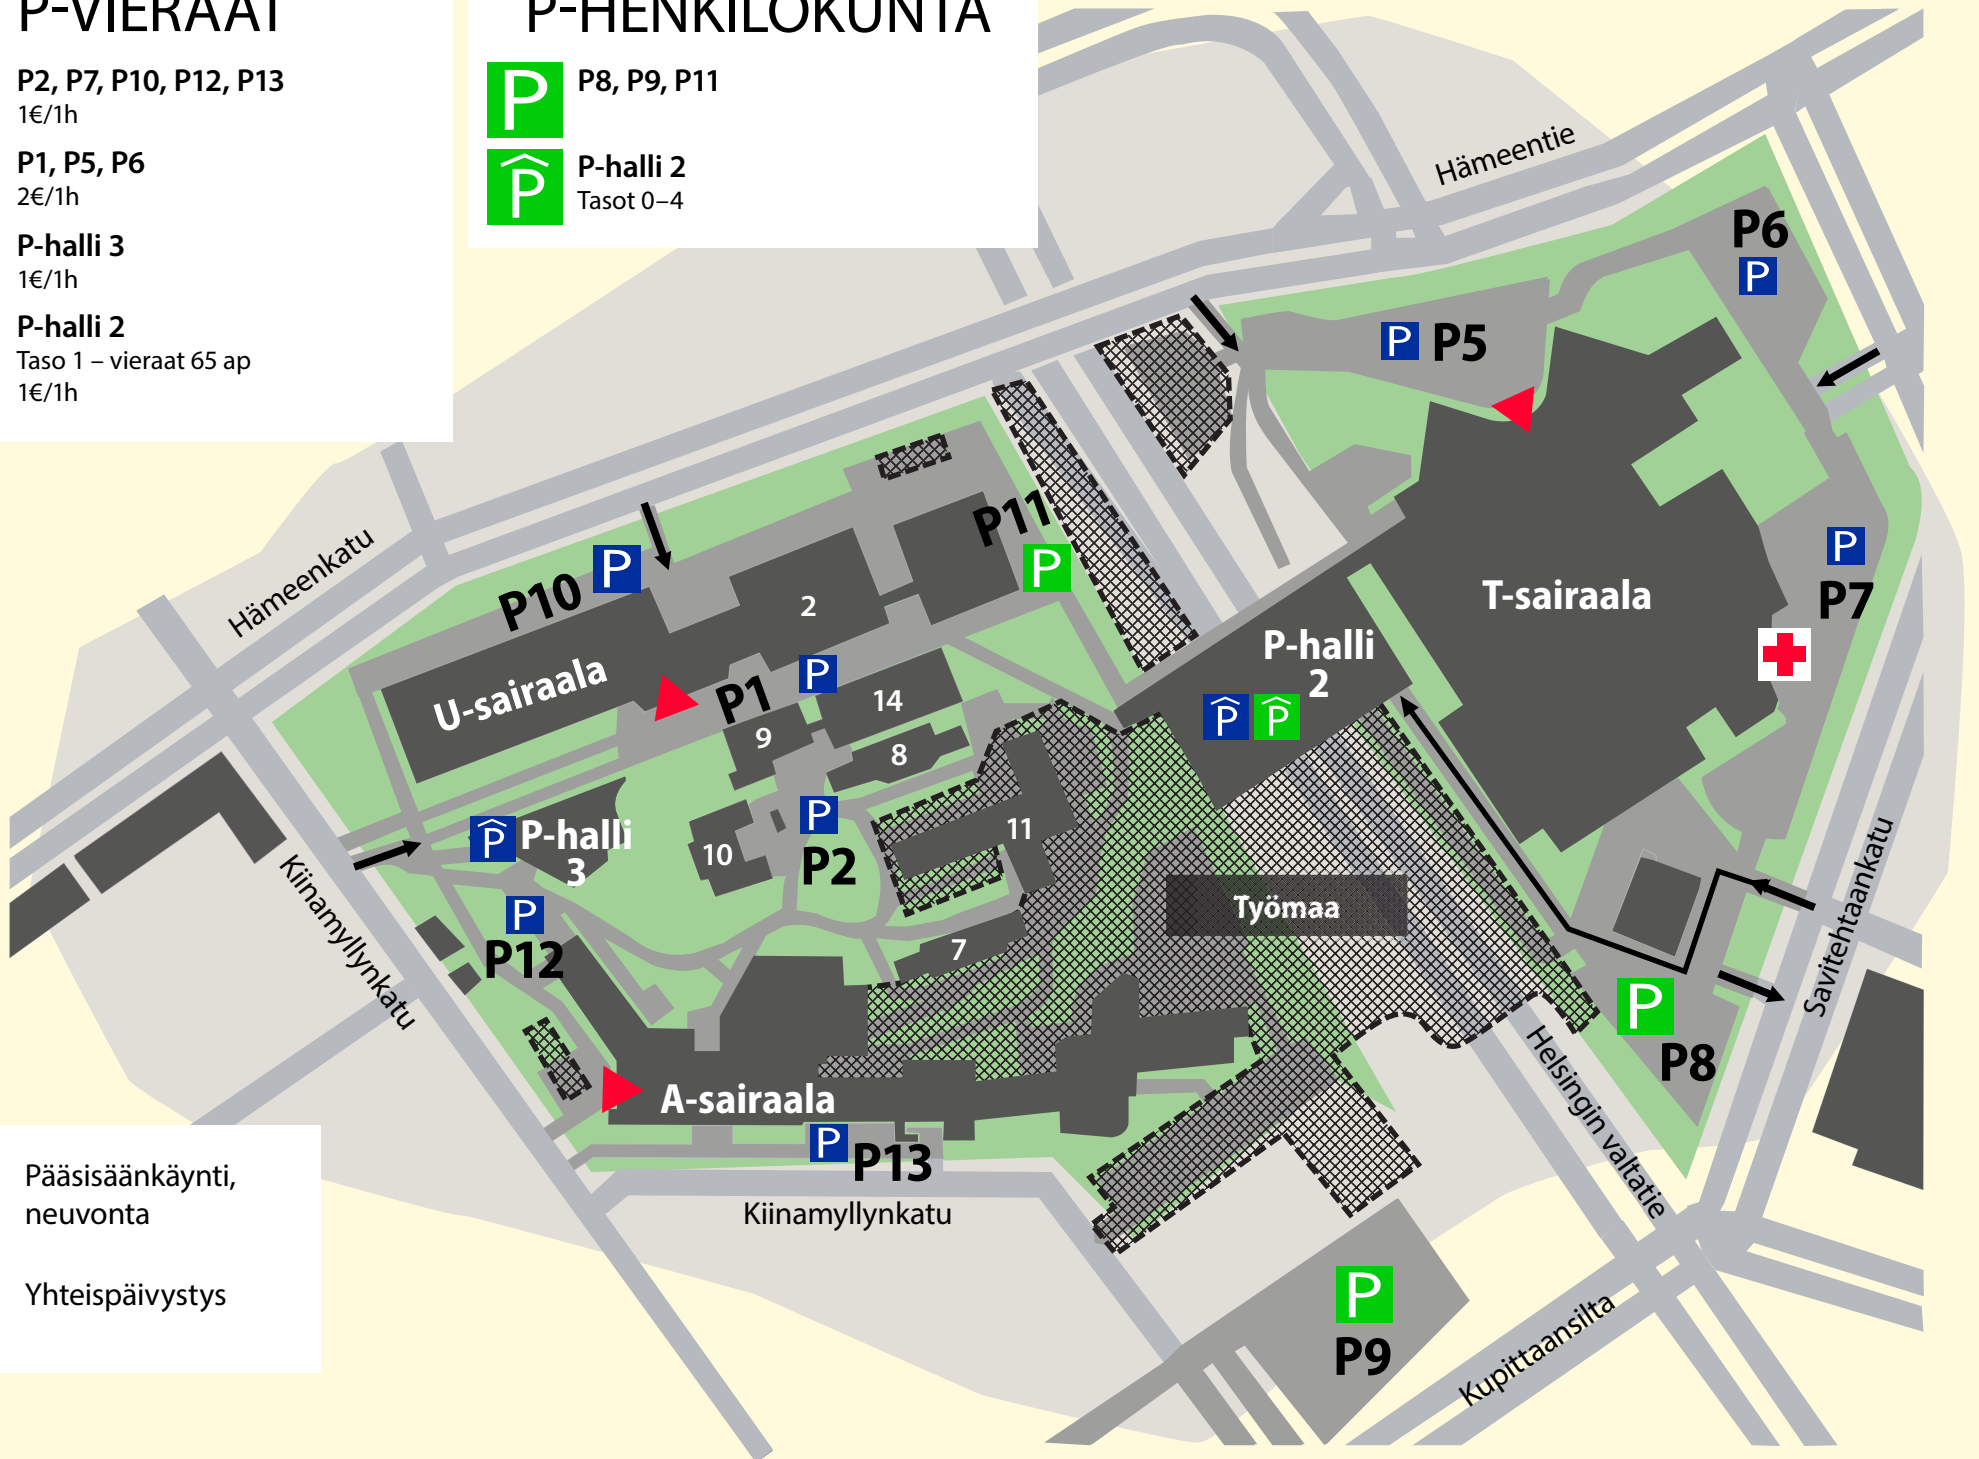 P-VIERAAT
P2, P7, P10, P12, P13
1€/1h
P1, P5, P6
2€/1h
P-halli 3
1€/1h
P-halli 2
Taso 1 – vieraat 65 ap
1€/1h
P-HENKILÖKUNTA
P
P8, P9, P11
P
P-halli 2
Tasot 0–4
Hämeentie
P6
P
P
P5
Hämeenkatu
P10
P
P11
P
2
T-sairaala
P
P7
U-sairaala
P1
P
14
9
8
P-halli
2
P
P
P
P-halli
3
10
P
P2
11
Kiinamyllynkatu
P
P12
7
Työmaa
Savitehtaankatu
P
P8
A-sairaala
P
P13
Kiinamyllynkatu
Helsingin valtatie
P
P9
Kupittaansilta
Pääsisäänkäynti,
neuvonta
Yhteispäivystys